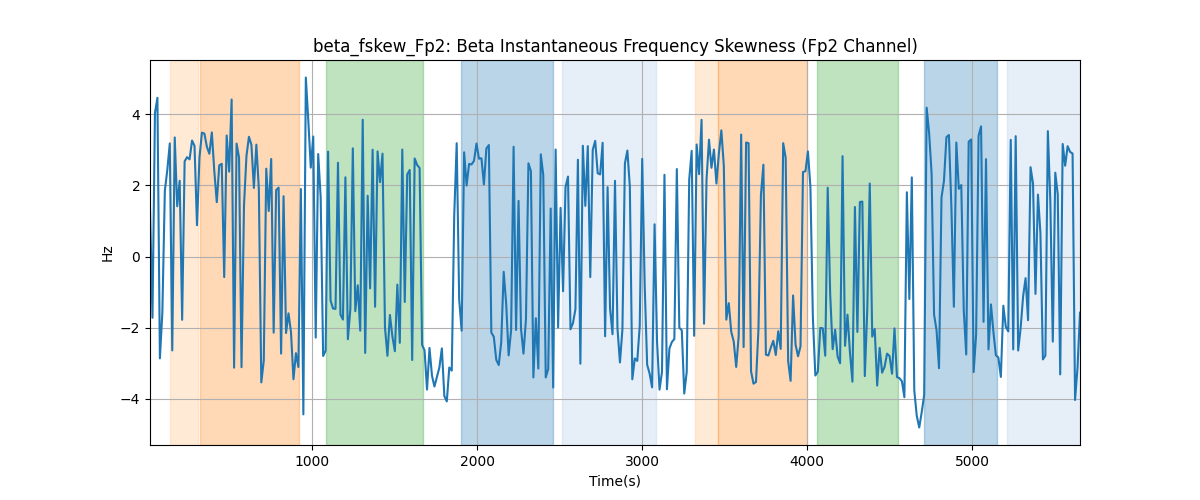 beta_fskew_Fp2: Beta Instantaneous Frequency Skewness (Fp2 Channel)
Hz
4
2
0
−2
−4
1000 2000 3000 4000 5000
Time(s)